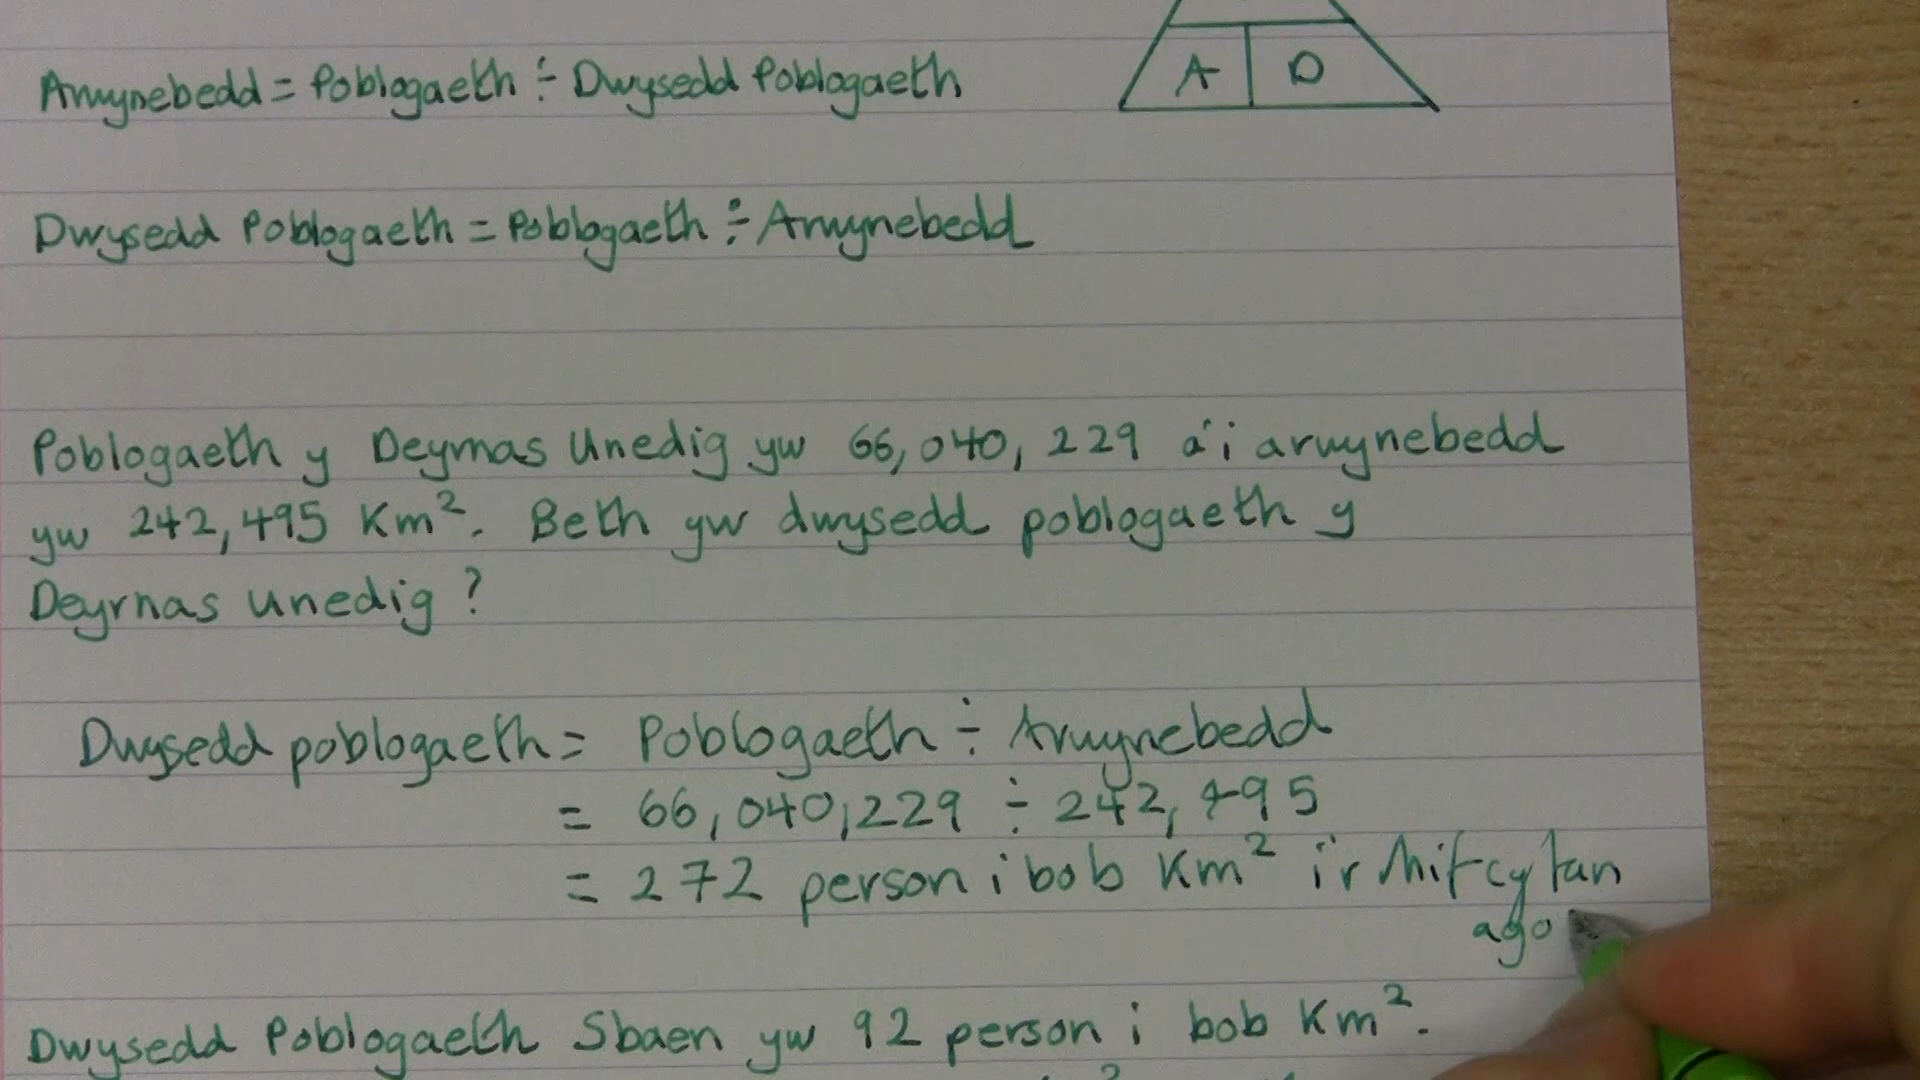 A D
Arwynebedd = Poblogaeth ÷ Dwysedd Poblogaeth
Dwysedd Poblogaeth = Poblogaeth ÷ Arwynebedd
Poblogaeth y Deyrnas Unedig yw 66,040,229 a'i arwynebedd
yw 242,495 Km². Beth yw dwysedd poblogaeth y
Deyrnas unedig ?
Dwysedd poblogaeth = Poblogaeth ÷ Arwynebedd
= 66,040,229 ÷ 242,495
= 272 person i bob Km² i'r rhif cyfan
ago
Dwysedd Poblogaeth Sbaen yw 92 person i bob Km².